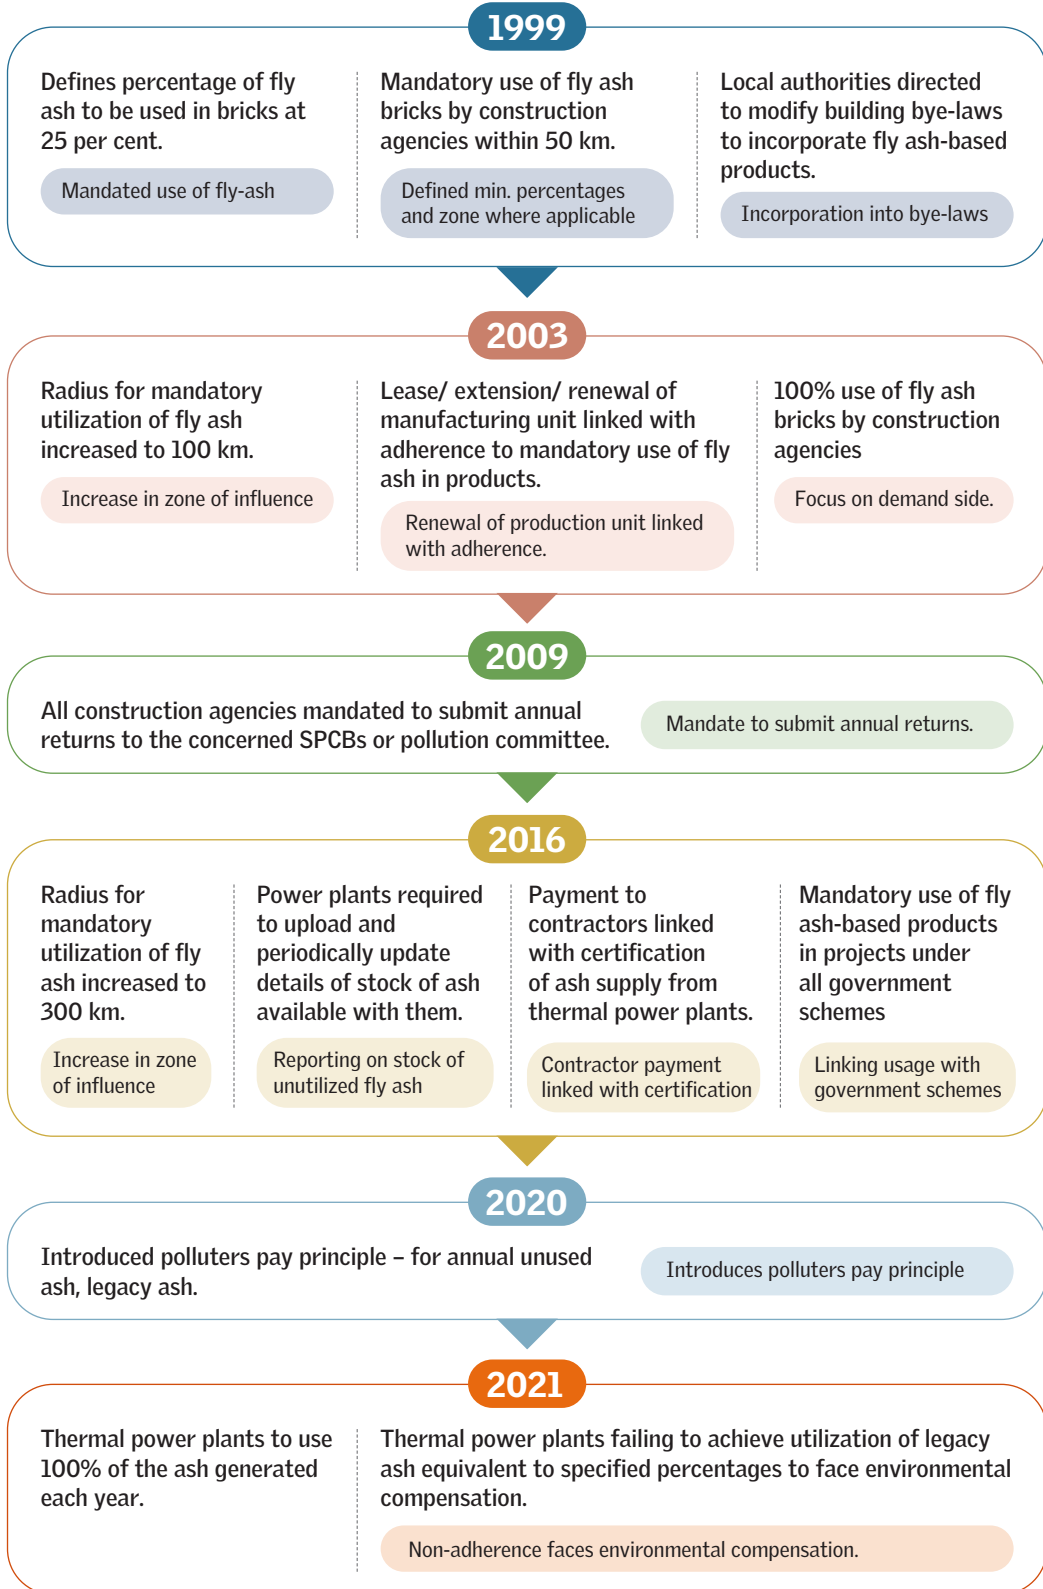 1999
Defines percentage of fly
ash to be used in bricks at
25 per cent.
Mandated use of fly-ash
Mandatory use of fly ash
bricks by construction
agencies within 50 km.
Defined min. percentages
and zone where applicable
Local authorities directed
to modify building bye-laws
to incorporate fly ash-based
products.
Incorporation into bye-laws
2003
Radius for mandatory
utilization of fly ash
increased to 100 km.
Increase in zone of influence
Lease/ extension/ renewal of
manufacturing unit linked with
adherence to mandatory use of fly
ash in products.
Renewal of production unit linked
with adherence.
100% use of fly ash
bricks by construction
agencies
Focus on demand side.
2009
All construction agencies mandated to submit annual
returns to the concerned SPCBs or pollution committee.
Mandate to submit annual returns.
2016
Radius for
mandatory
utilization of fly
ash increased to
300 km.
Increase in zone
of influence
Power plants required
to upload and
periodically update
details of stock of ash
available with them.
Reporting on stock of
unutilized fly ash
Payment to
contractors linked
with certification
of ash supply from
thermal power plants.
Contractor payment
linked with certification
Mandatory use of fly
ash-based products
in projects under
all government
schemes
Linking usage with
government schemes
2020
Introduced polluters pay principle – for annual unused
ash, legacy ash.
Introduces polluters pay principle
2021
Thermal power plants to use
100% of the ash generated
each year.
Thermal power plants failing to achieve utilization of legacy
ash equivalent to specified percentages to face environmental
compensation.
Non-adherence faces environmental compensation.